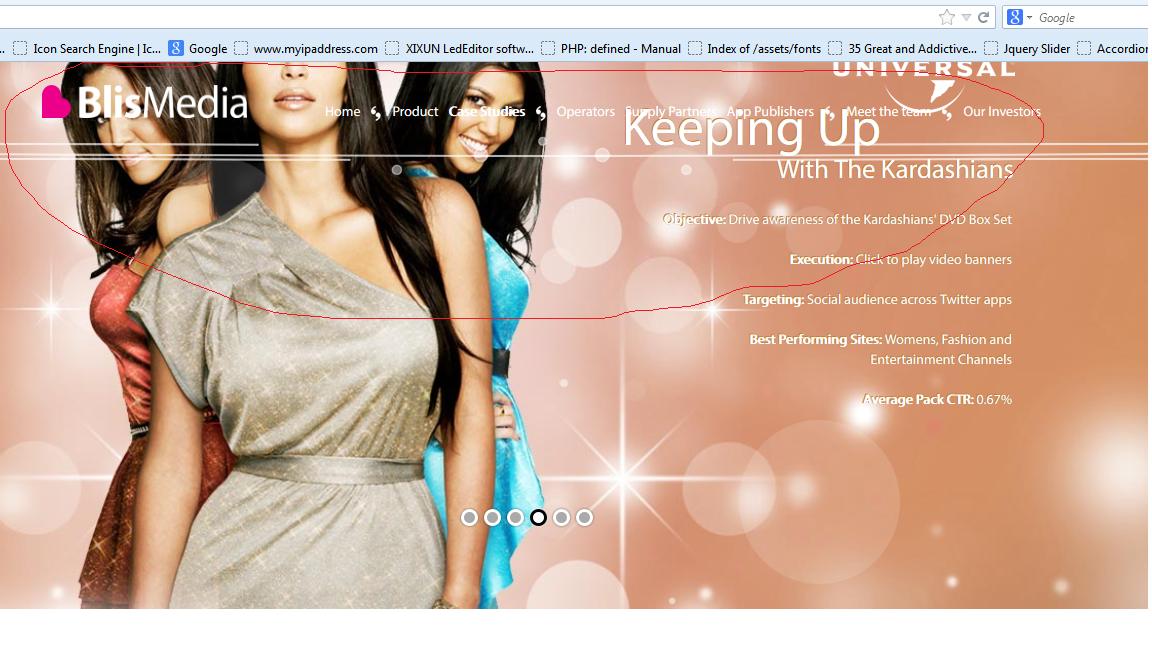 Google
.. Icon Search Engine | Ic... Google www.myipaddress.com XIXUN LedEditor softw... PHP: defined - Manual Index of /assets/fonts 35 Great and Addictive... Jquery Slider Accordion
UNIVERSAL
BlisMedia
Home Product Case Studies Operators Supply Partners App Publishers Meet the team Our Investors
Keeping Up
With The Kardashians
Objective: Drive awareness of the Kardashians' DVD Box Set
Execution: Click to play video banners
Targeting: Social audience across Twitter apps
Best Performing Sites: Womens, Fashion and
Entertainment Channels
Average Pack CTR: 0.67%